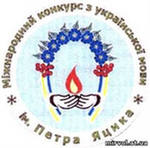 Міжнародний конкурс з української мови
ім. Петра Яцика
mirvol.at.ua